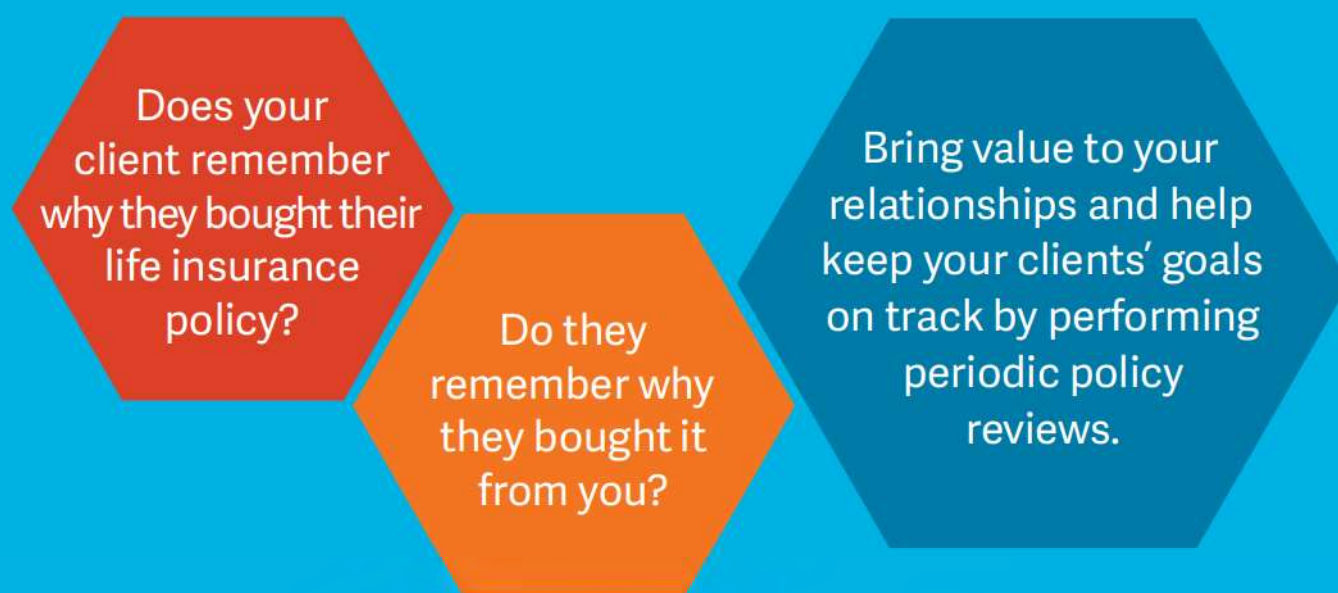 Does your
client remember
why they bought their
life insurance
policy?
Do they
remember why
they bought it
from you?
Bring value to your
relationships and help
keep your clients’ goals
on track by performing
periodic policy
reviews.